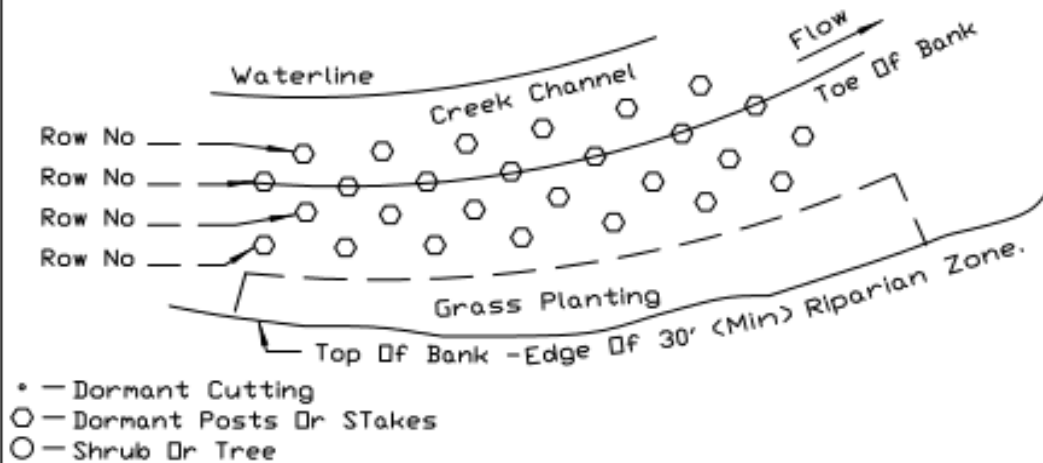 Flow
Waterline
Creek Channel
Toe Of Bank
Row No
Row No
Row No
Row No
Grass Planting
Top Of Bank -Edge Of 30' <Min> Riparian Zone.
Dormant Cutting
Dormant Posts Or STakes
Shrub Or Tree